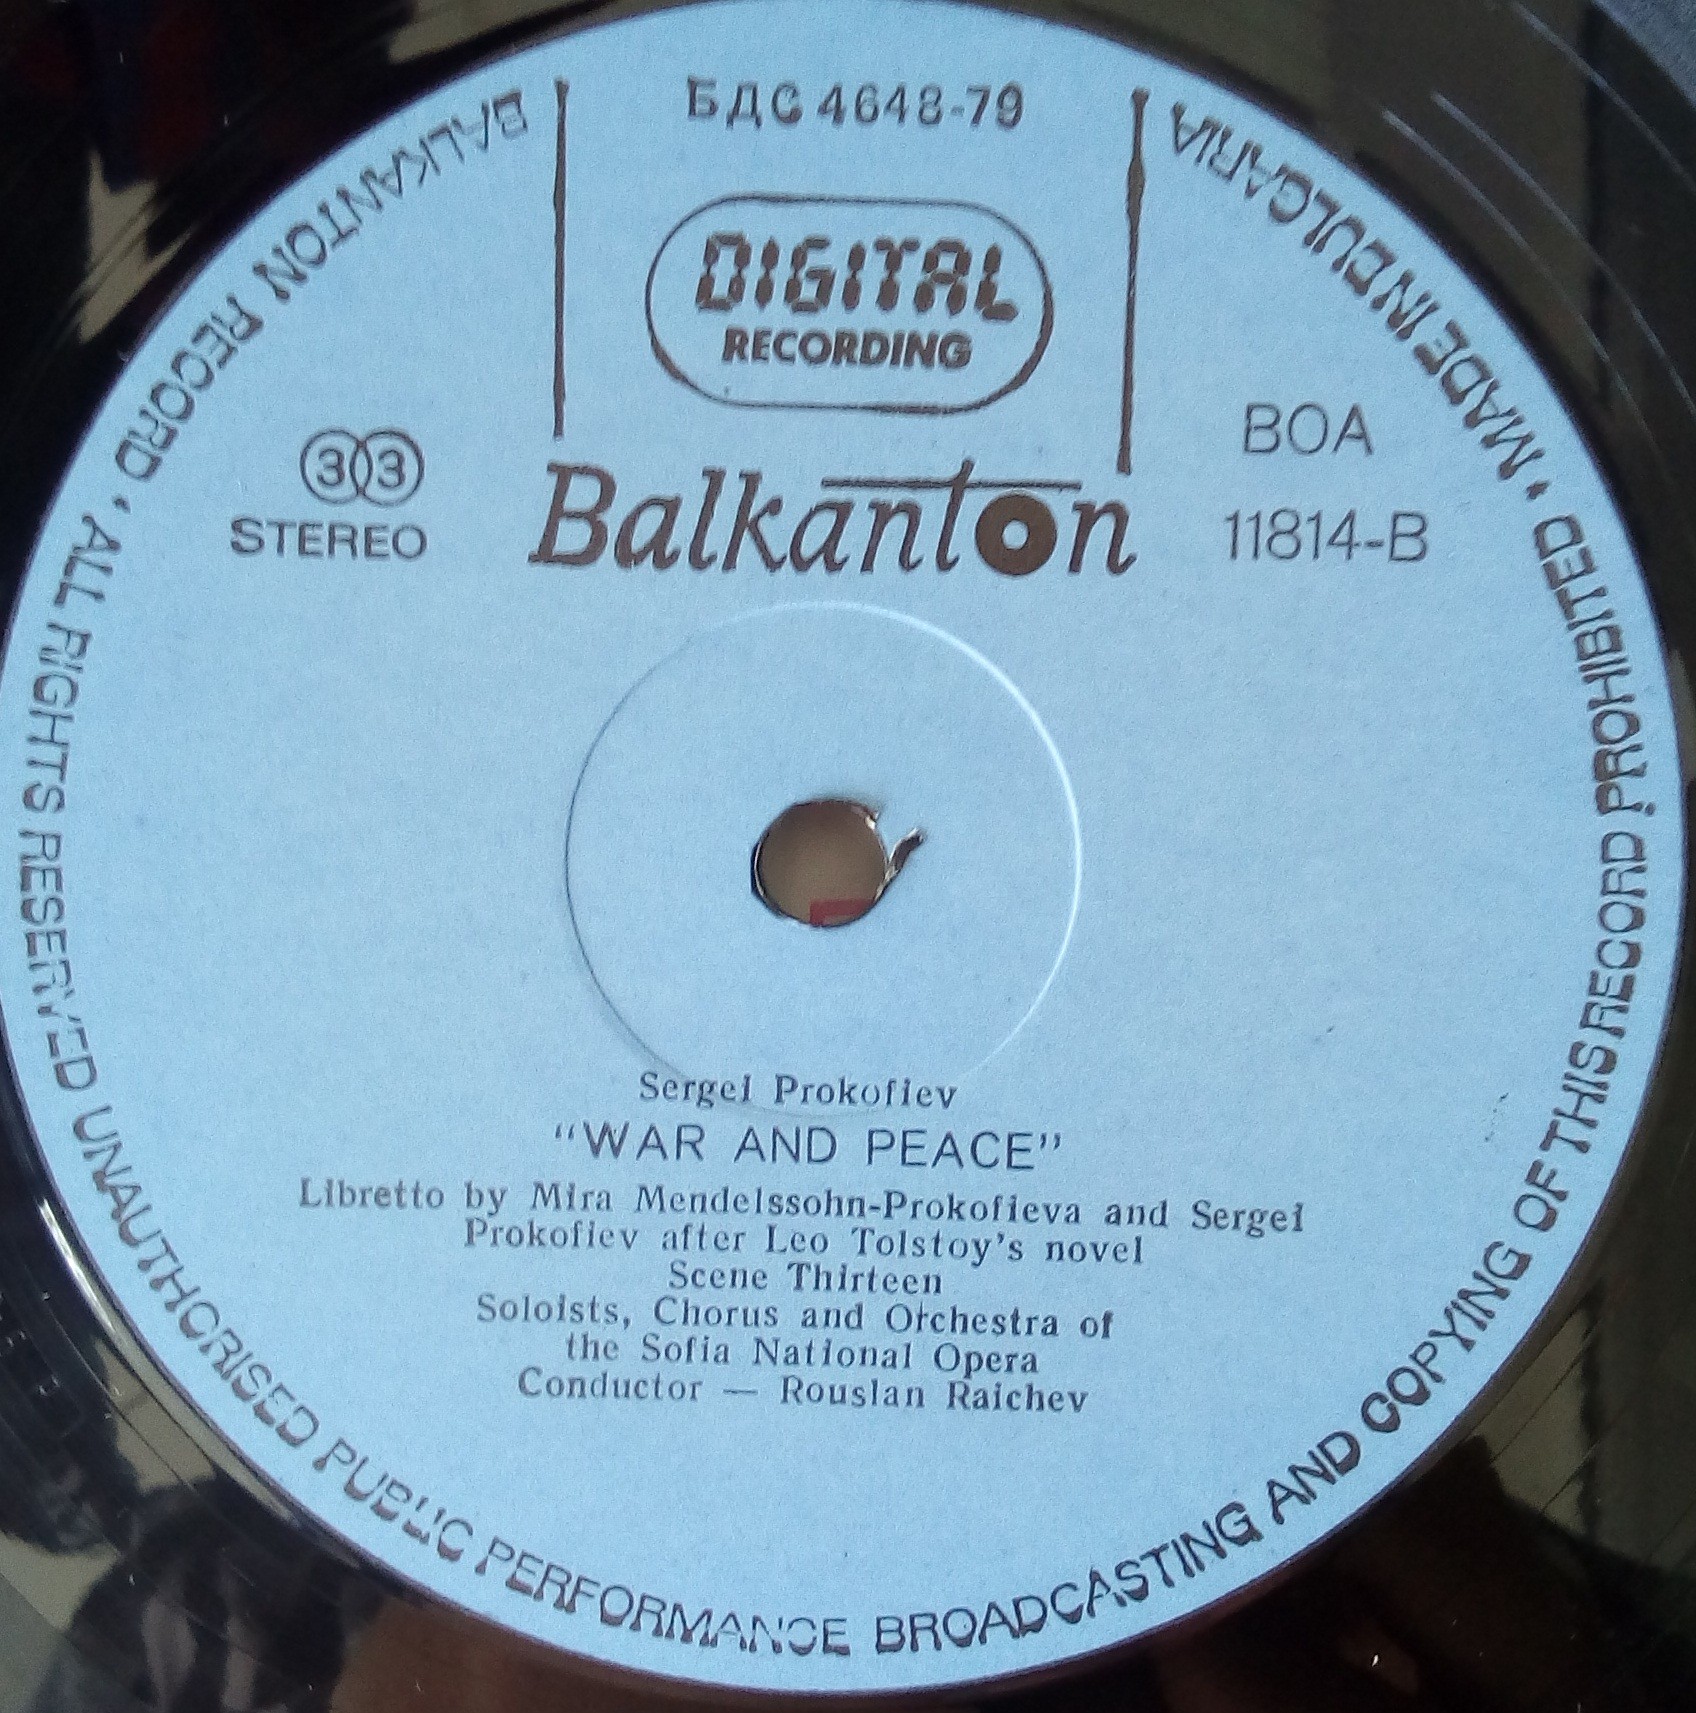 БДС 4648-79
DIGITAL
RECORDING
33
STEREO
Balkanton
BOA
11814-B
Sergei Prokofiev
“WAR AND PEACE”
Libretto by Mira Mendelssohn-Prokofieva and Sergei
Prokofiev after Leo Tolstoy’s novel
Scene Thirteen
Soloists, Chorus and Orchestra of
the Sofia National Opera
Conductor — Rouslan Raichev
BALKANTON RECORD • ALL RIGHTS RESERVED UNAUTHORISED PUBLIC PERFORMANCE BROADCASTING AND COPYING OF THIS RECORD PROHIBITED • MADE IN BULGARIA